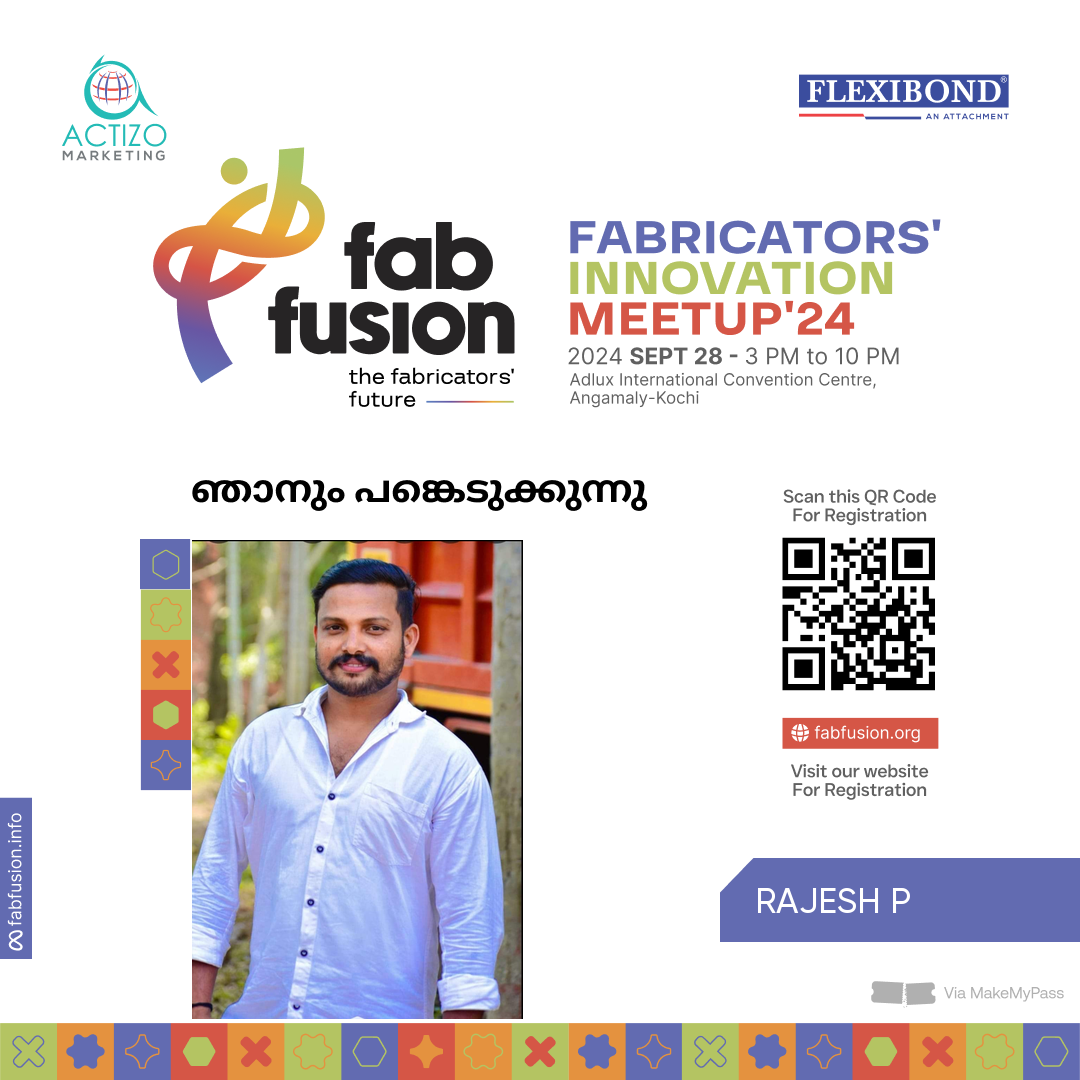 ACTIZO
MARKETING
FLEXIBOND®
AN ATTACHMENT
fab
fusion
the fabricators'
future
FABRICATORS'
INNOVATION
MEETUP'24
2024 SEPT 28 - 3 PM to 10 PM
Adlux International Convention Centre,
Angamaly-Kochi
ഞാനും പങ്കെടുക്കുന്നു
Scan this QR Code
For Registration
fabfusion.org
Visit our website
For Registration
fabfusion.info
RAJESH P
Via MakeMyPass